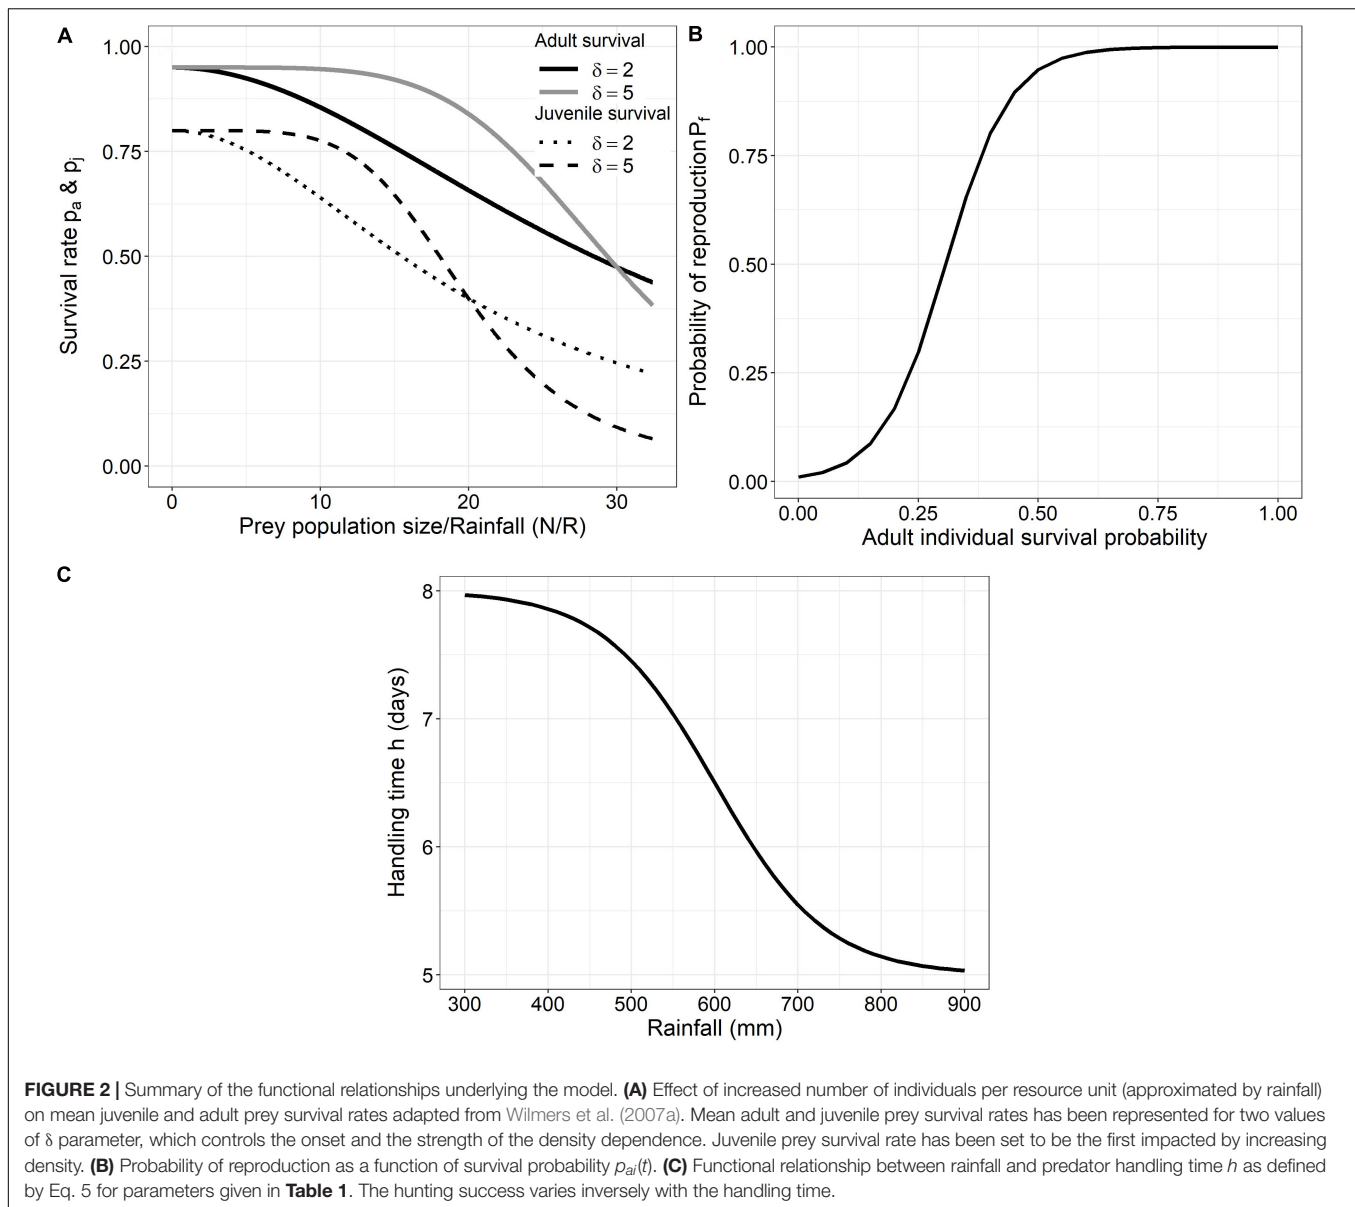 A
1.00
0.75
0.50
0.25
0.00
Survival rate pa & pj
0
10
20
30
Prey population size/Rainfall (N/R)
Adult survival
δ = 2
δ = 5
Juvenile survival
δ = 2
δ = 5
B
1.00
0.75
0.50
0.25
0.00
Probability of reproduction Pf
0.00
0.25
0.50
0.75
1.00
Adult individual survival probability
C
8
7
6
5
Handling time h (days)
300
400
500
600
700
800
900
Rainfall (mm)
FIGURE 2 | Summary of the functional relationships underlying the model. (A) Effect of increased number of individuals per resource unit (approximated by rainfall)
on mean juvenile and adult prey survival rates adapted from Wilmers et al. (2007a). Mean adult and juvenile prey survival rates has been represented for two values
of δ parameter, which controls the onset and the strength of the density dependence. Juvenile prey survival rate has been set to be the first impacted by increasing
density. (B) Probability of reproduction as a function of survival probability pai(t). (C) Functional relationship between rainfall and predator handling time h as defined
by Eq. 5 for parameters given in Table 1. The hunting success varies inversely with the handling time.